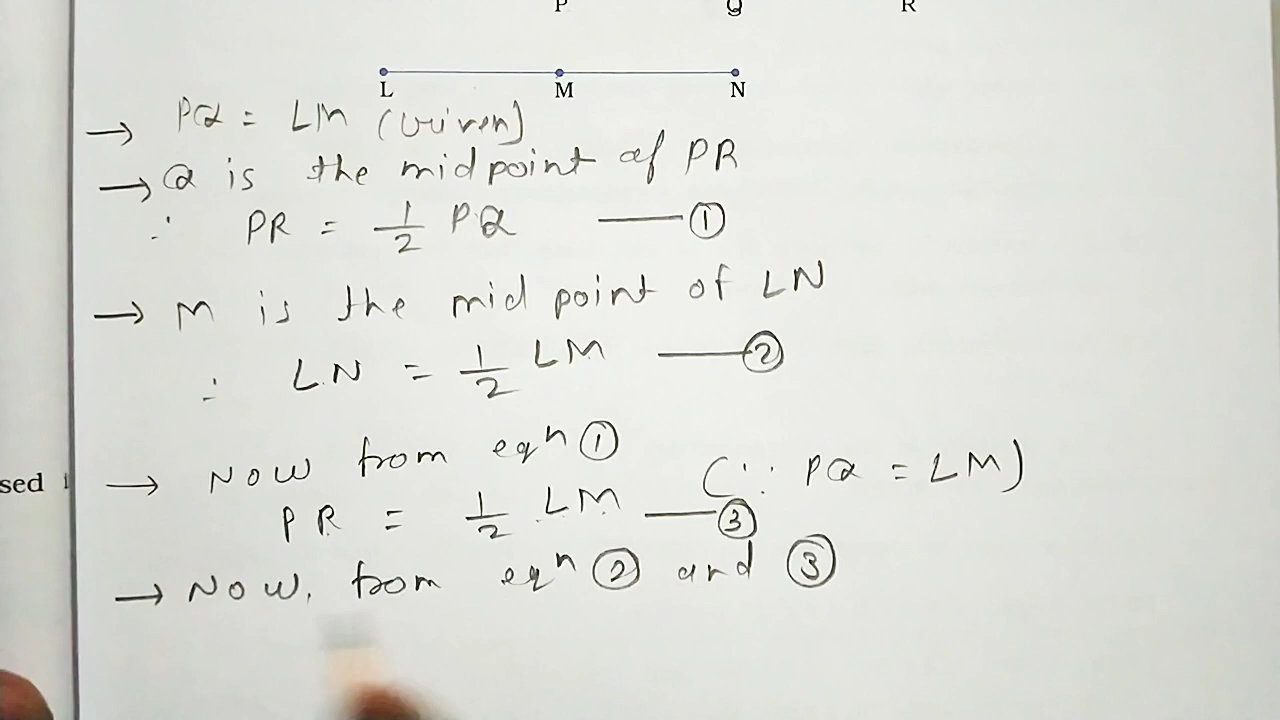 P Q R
L M N
→ PQ = LM (Given)
→ Q is the midpoint of PR
∴ PR = 1/2 PQ —— ①
→ M is the mid point of LN
∴ LN = 1/2 LM —— ②
→ Now from eqn ①
PR = 1/2 LM —— ③ (∵ PQ = LM)
sed
→ Now, from eqn ② and ③